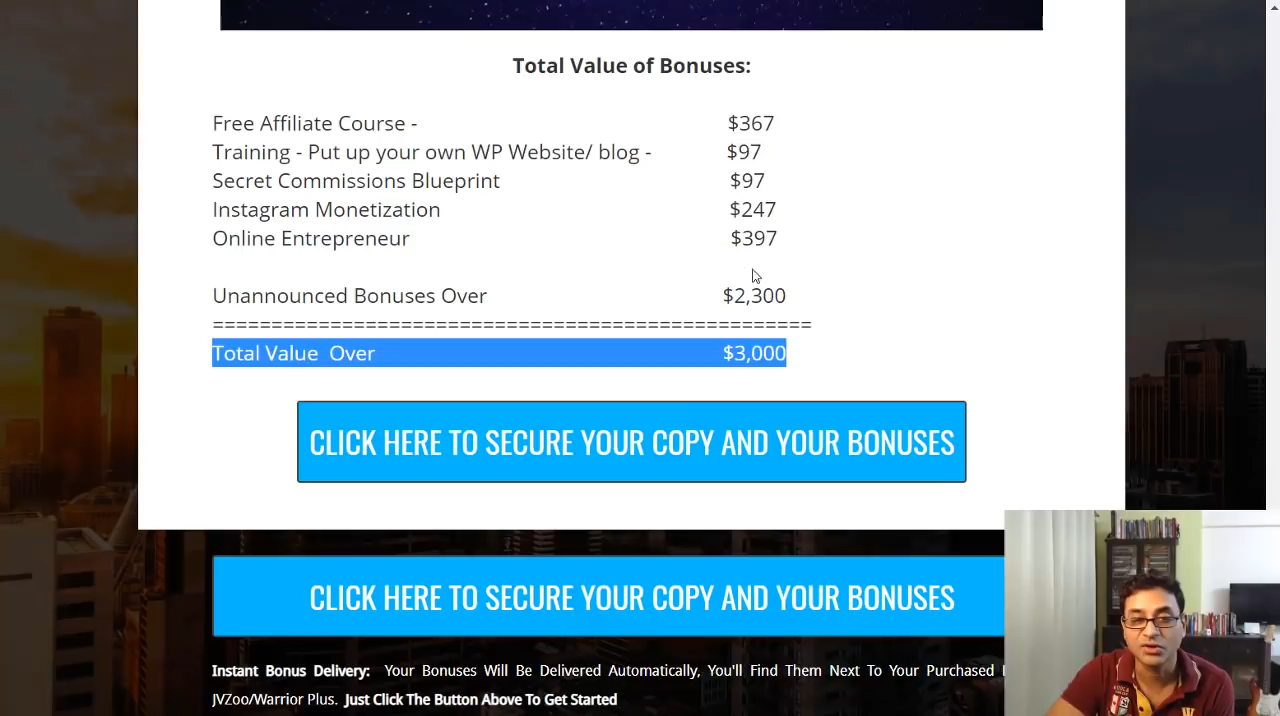 Total Value of Bonuses:
Free Affiliate Course - $367
Training - Put up your own WP Website/ blog - $97
Secret Commissions Blueprint $97
Instagram Monetization $247
Online Entrepreneur $397
Unannounced Bonuses Over $2,300
===================================================
Total Value  Over $3,000
CLICK HERE TO SECURE YOUR COPY AND YOUR BONUSES
CLICK HERE TO SECURE YOUR COPY AND YOUR BONUSES
Instant Bonus Delivery: Your Bonuses Will Be Delivered Automatically, You'll Find Them Next To Your Purchased
JVZoo/Warrior Plus. Just Click The Button Above To Get Started